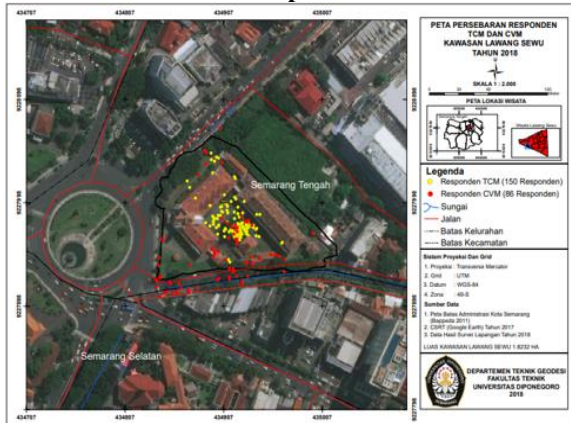 434707 434807 434907 435007
PETA PERSEBARAN RESPONDEN
TCM DAN CVM
KAWASAN LAWANG SEWU
TAHUN 2018
SKALA 1 : 2.000
PETA LOKASI WISATA
Semarang Tengah
Semarang Selatan
Legenda
Responden TCM (150 Responden)
Responden CVM (86 Responden)
Sungai
Jalan
Batas Kelurahan
Batas Kecamatan
Sistem Proyeksi Dan Grid
1. Proyeksi : Transverse Mercator
2. Grid : UTM
3. Datum : WGS-84
4. Zona : 49-S
Sumber Data
1. Peta Batas Administrasi Kota Semarang
(Bappeda 2011)
2. CSRT (Google Earth) Tahun 2017
3. Data Hasil Survei Lapangan Tahun 2018
LUAS KAWASAN LAWANG SEWU 1.8232 HA
DEPARTEMEN TEKNIK GEODESI
FAKULTAS TEKNIK
UNIVERSITAS DIPONEGORO
2018
434707 434807 434907 435007